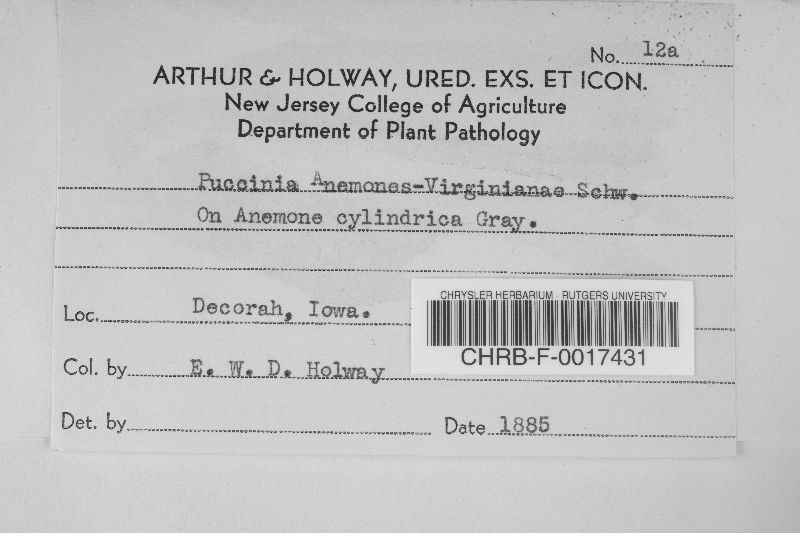 No. 12a
ARTHUR & HOLWAY, URED. EXS. ET ICON.
New Jersey College of Agriculture
Department of Plant Pathology
Puccinia Anemones-Virginianae Schw.
On Anemone cylindrica Gray.
Loc. Decorah, Iowa.
CHRYSLER HERBARIUM - RUTGERS UNIVERSITY
CHRB-F-0017431
Col. by E. W. D. Holway
Det. by
Date 1885